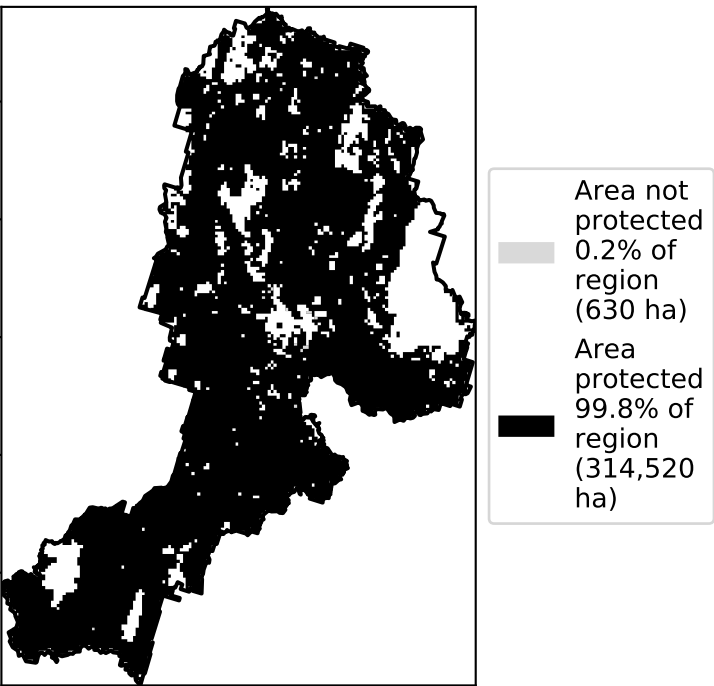 Area not
protected
0.2% of
region
(630 ha)
Area
protected
99.8% of
region
(314,520
ha)